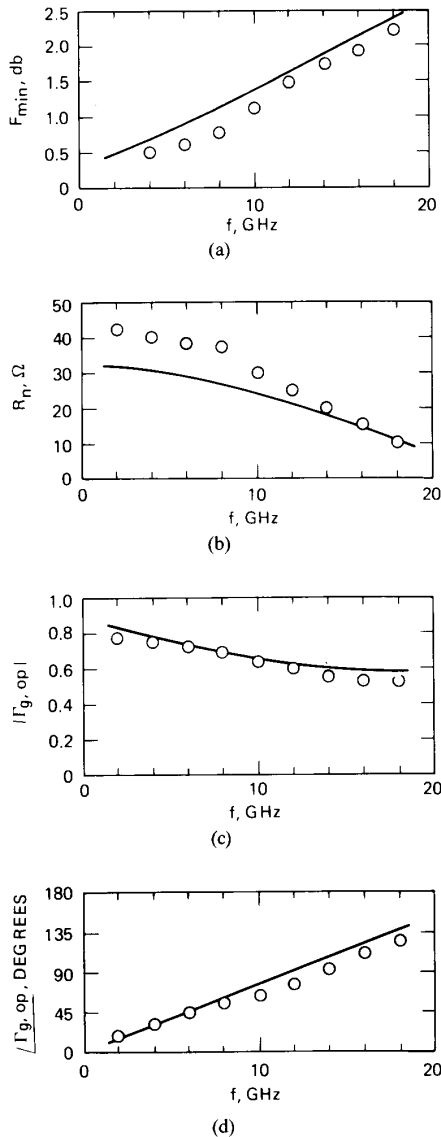 2.5
2.0
1.5
1.0
0.5
0
F_min, db
0 10 20
f, GHz
(a)
50
40
30
20
10
0
R_n, Ω
0 10 20
f, GHz
(b)
1.0
0.8
0.6
0.4
0.2
0
|Γ_g, op|
0 10 20
f, GHz
(c)
180
135
90
45
0
∠Γ_g, op, DEGREES
0 10 20
f, GHz
(d)